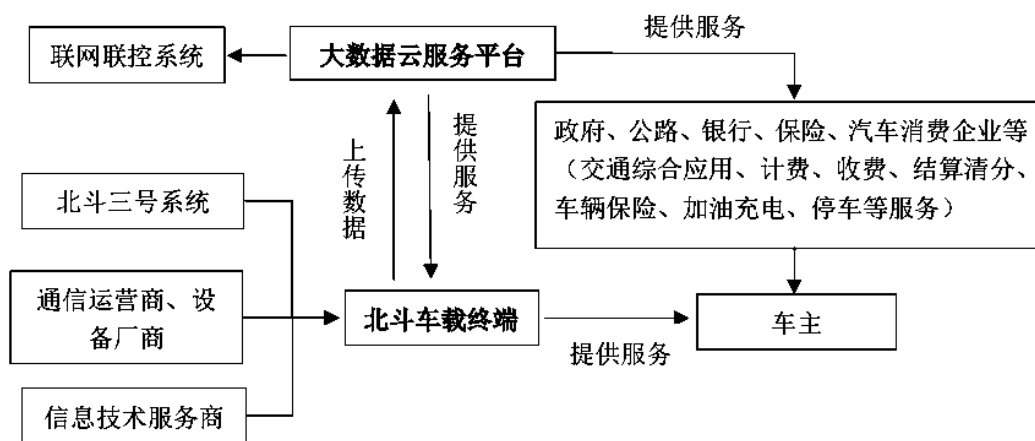 提供服务
联网联控系统
大数据云服务平台
政府、公路、银行、保险、汽车消费企业等
（交通综合应用、计费、收费、结算清分、
车辆保险、加油充电、停车等服务）
上传数据
提供服务
北斗三号系统
通信运营商、设
备厂商
北斗车载终端
车主
提供服务
信息技术服务商